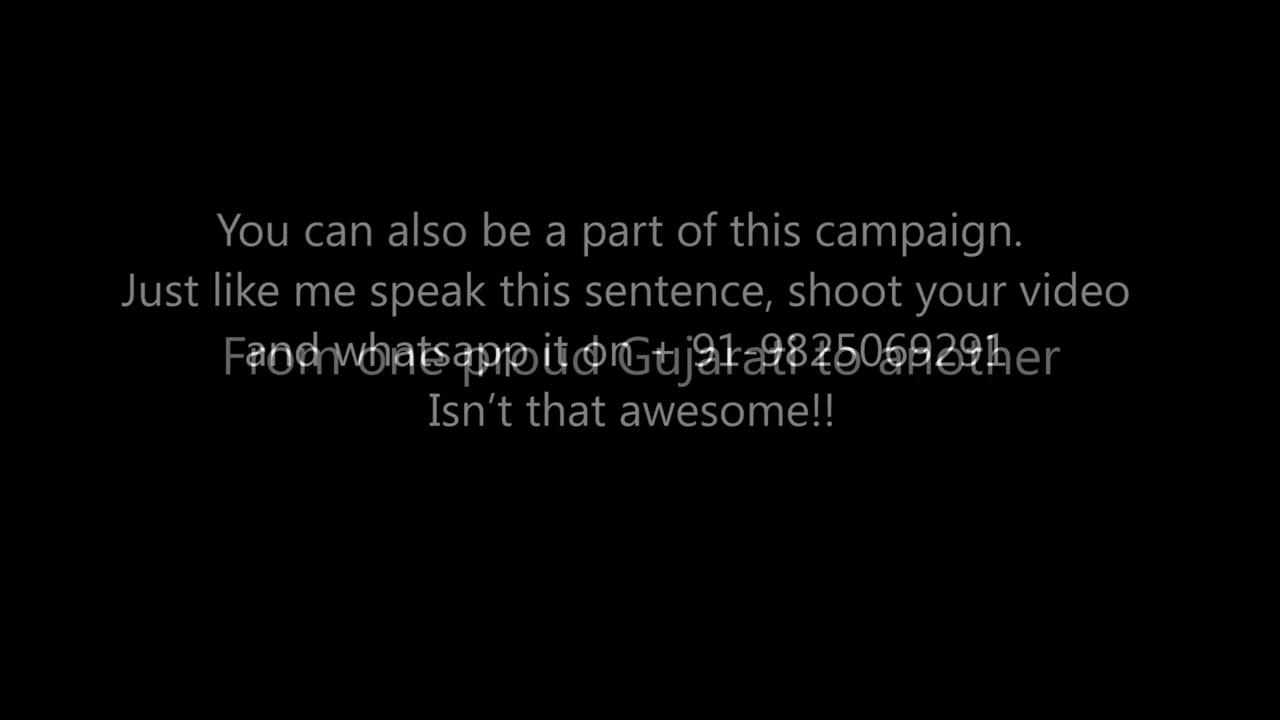 You can also be a part of this campaign.
Just like me speak this sentence, shoot your video
and whatsapp it on + 91-9825069291
From one proud Gujarati to another
Isn't that awesome!!